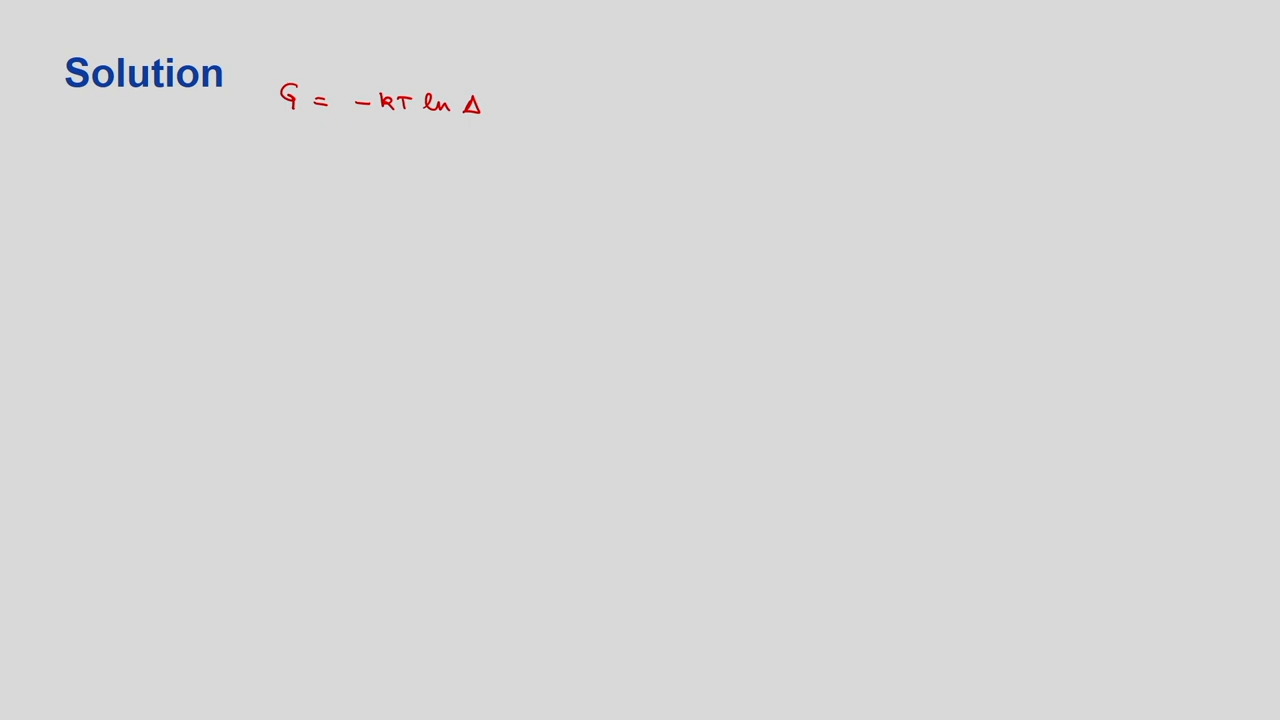 Solution
G = - kT ln Δ